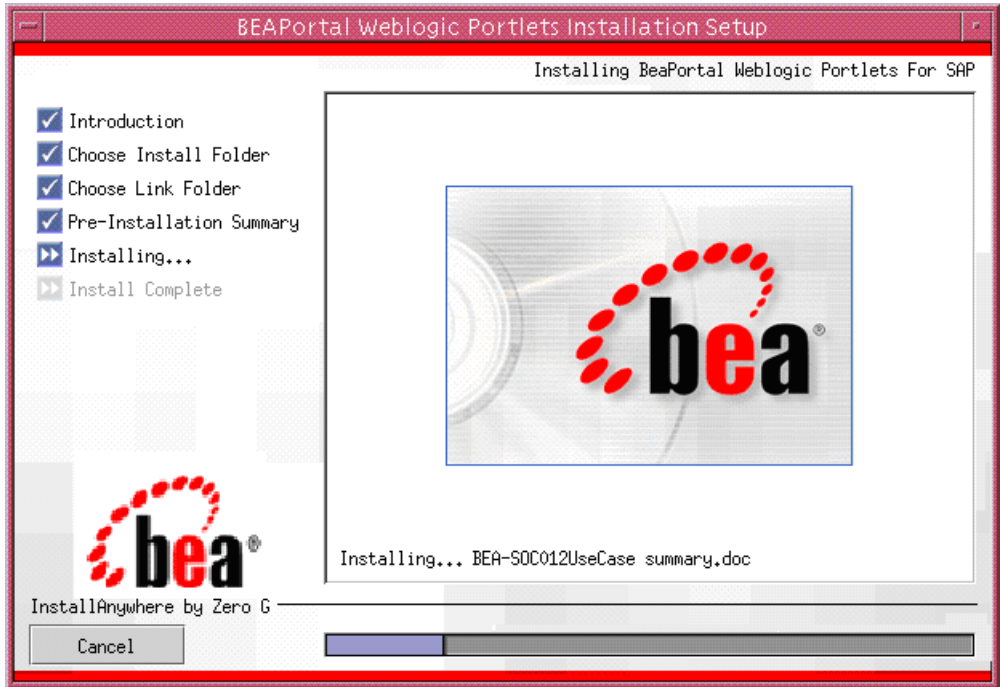 BEAPortal Weblogic Portlets Installation Setup
Installing BeaPortal Weblogic Portlets For SAP
Introduction
Choose Install Folder
Choose Link Folder
Pre-Installation Summary
Installing...
Install Complete
bea®
Installing... BEA-SOC012UseCase summary.doc
bea®
InstallAnywhere by Zero G
Cancel